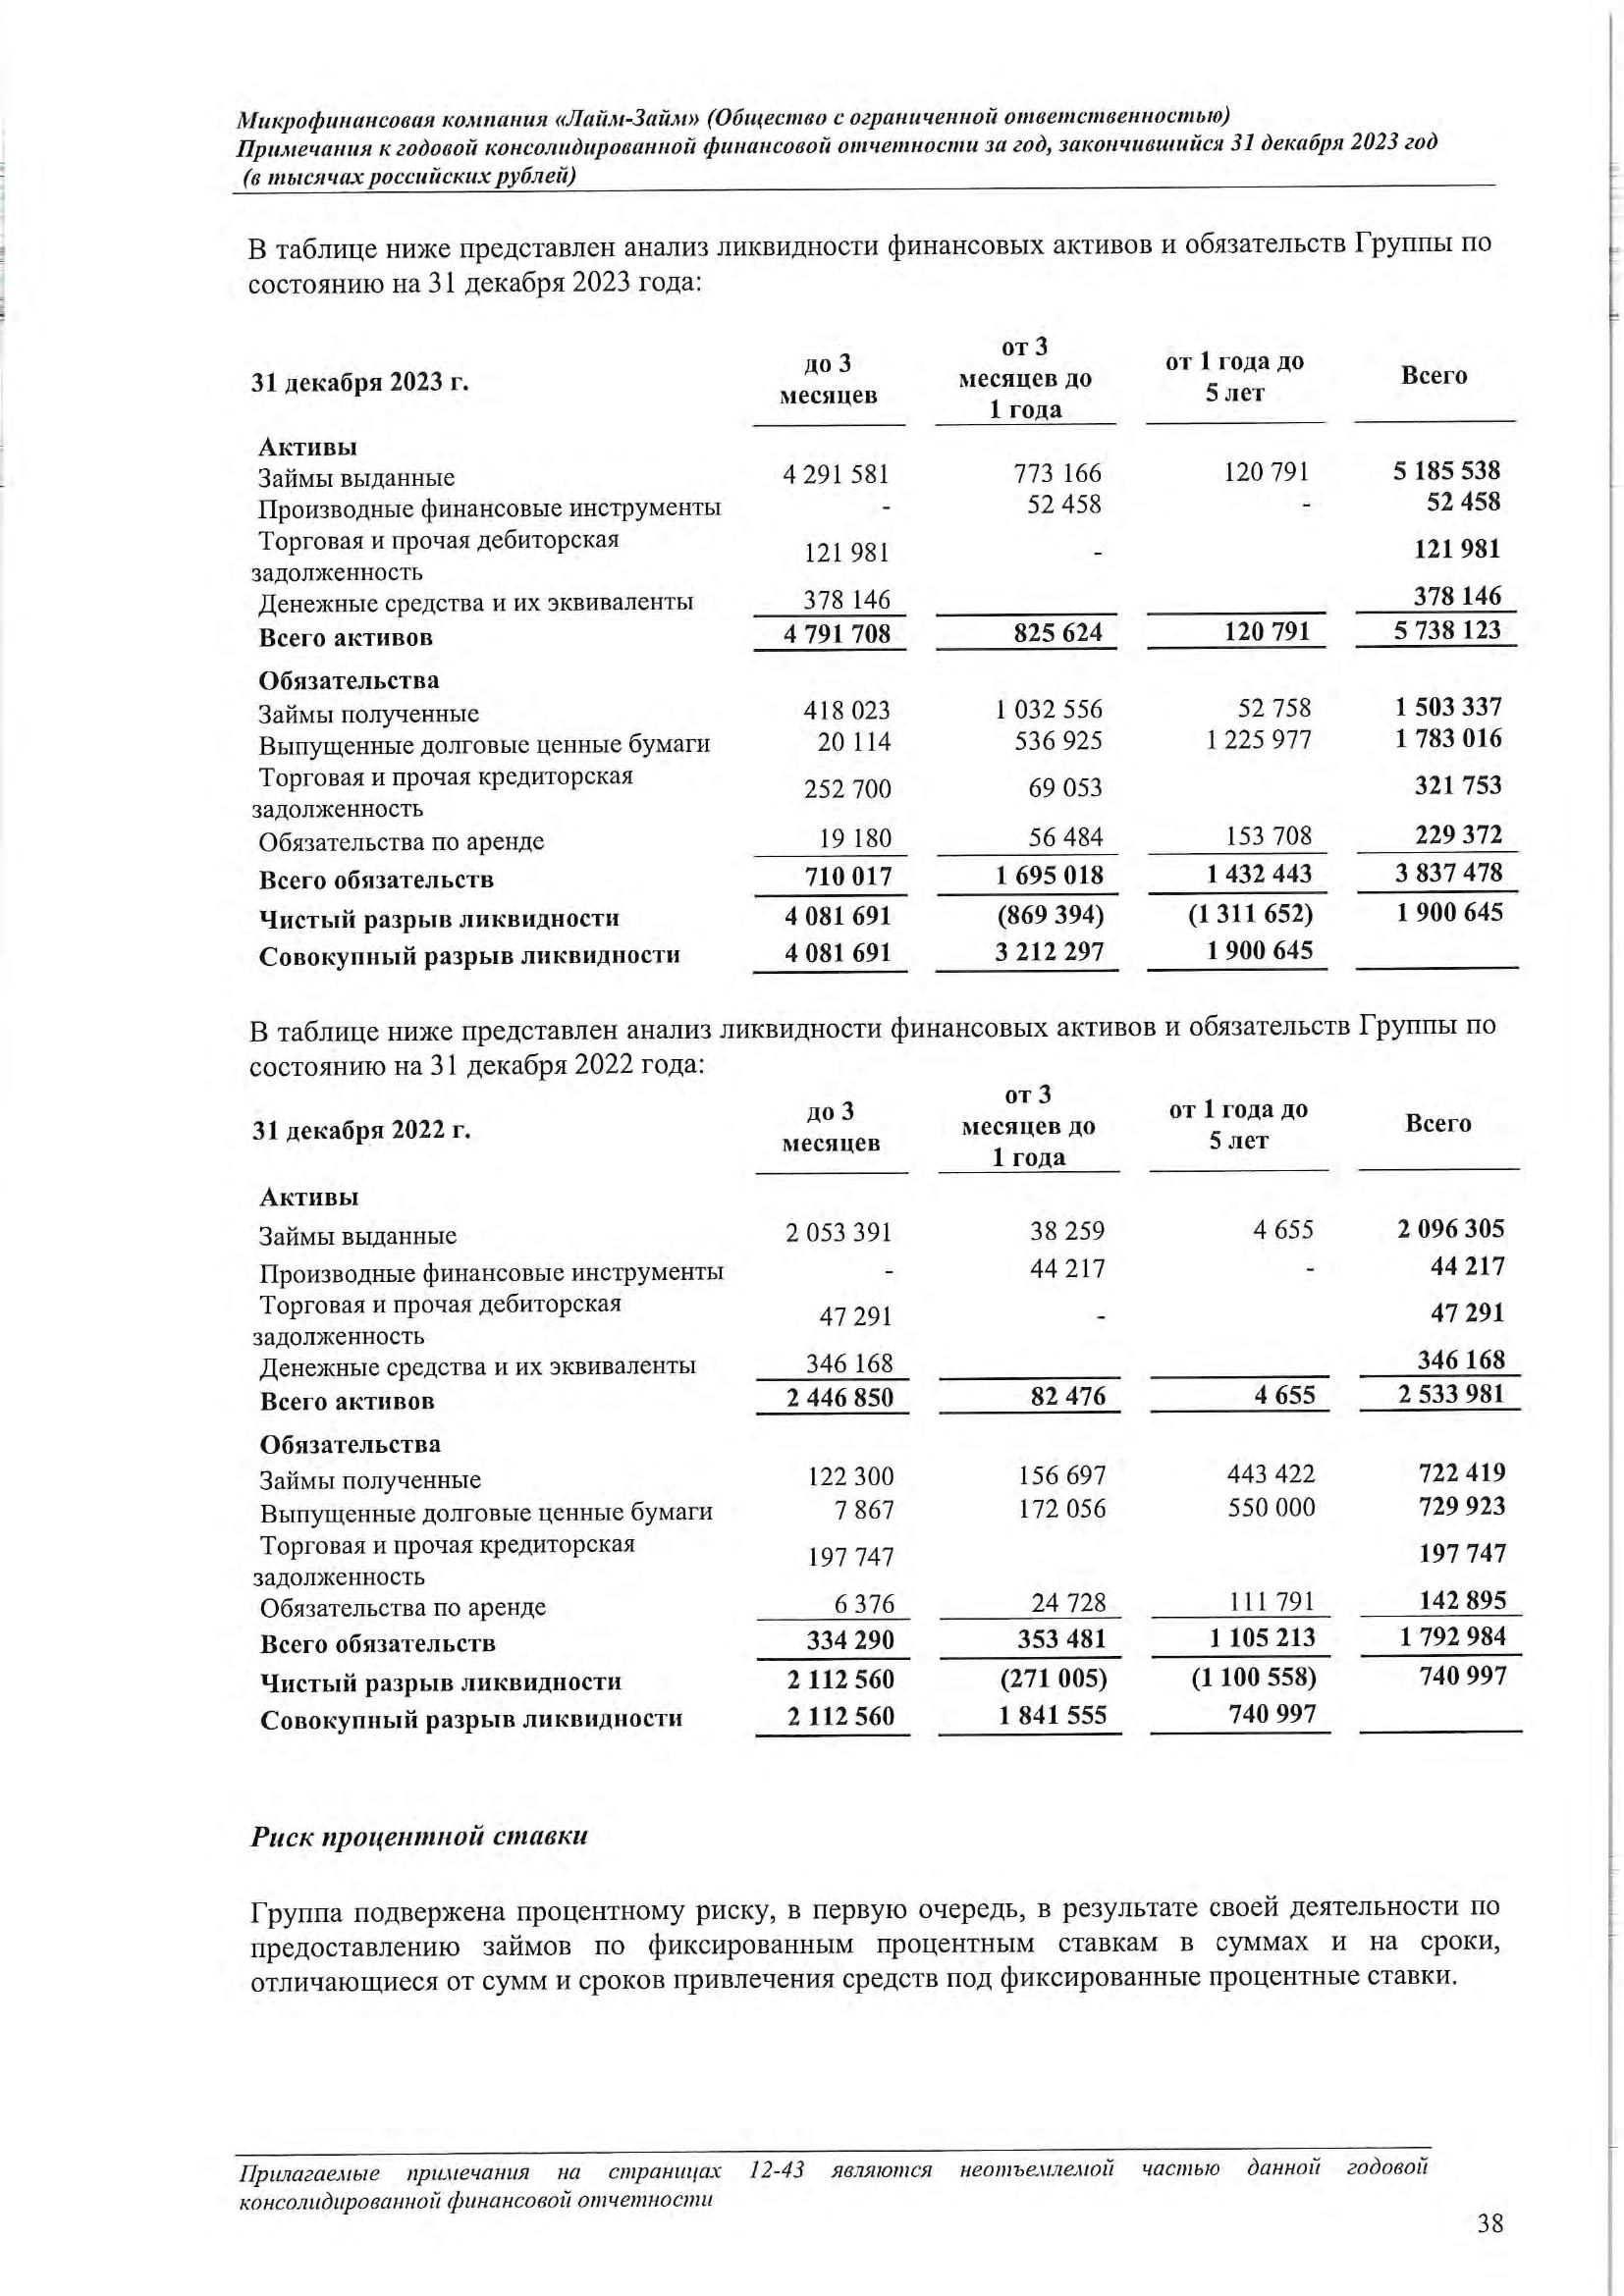 Микрофинансовая компания «Лайм-Займ» (Общество с ограниченной ответственностью)
Примечания к годовой консолидированной финансовой отчетности за год, закончившийся 31 декабря 2023 год
(в тысячах российских рублей)
В таблице ниже представлен анализ ликвидности финансовых активов и обязательств Группы по
состоянию на 31 декабря 2023 года:
31 декабря 2023 г. до 3 месяцев от 3 месяцев до 1 года от 1 года до 5 лет Всего
Активы
Займы выданные 4 291 581 773 166 120 791 5 185 538
Производные финансовые инструменты - 52 458 - 52 458
Торговая и прочая дебиторская
задолженность 121 981 - 121 981
Денежные средства и их эквиваленты 378 146 378 146
Всего активов 4 791 708 825 624 120 791 5 738 123
Обязательства
Займы полученные 418 023 1 032 556 52 758 1 503 337
Выпущенные долговые ценные бумаги 20 114 536 925 1 225 977 1 783 016
Торговая и прочая кредиторская
задолженность 252 700 69 053 321 753
Обязательства по аренде 19 180 56 484 153 708 229 372
Всего обязательств 710 017 1 695 018 1 432 443 3 837 478
Чистый разрыв ликвидности 4 081 691 (869 394) (1 311 652) 1 900 645
Совокупный разрыв ликвидности 4 081 691 3 212 297 1 900 645
В таблице ниже представлен анализ ликвидности финансовых активов и обязательств Группы по
состоянию на 31 декабря 2022 года:
31 декабря 2022 г. до 3 месяцев от 3 месяцев до 1 года от 1 года до 5 лет Всего
Активы
Займы выданные 2 053 391 38 259 4 655 2 096 305
Производные финансовые инструменты - 44 217 - 44 217
Торговая и прочая дебиторская
задолженность 47 291 - 47 291
Денежные средства и их эквиваленты 346 168 346 168
Всего активов 2 446 850 82 476 4 655 2 533 981
Обязательства
Займы полученные 122 300 156 697 443 422 722 419
Выпущенные долговые ценные бумаги 7 867 172 056 550 000 729 923
Торговая и прочая кредиторская
задолженность 197 747 197 747
Обязательства по аренде 6 376 24 728 111 791 142 895
Всего обязательств 334 290 353 481 1 105 213 1 792 984
Чистый разрыв ликвидности 2 112 560 (271 005) (1 100 558) 740 997
Совокупный разрыв ликвидности 2 112 560 1 841 555 740 997
Риск процентной ставки
Группа подвержена процентному риску, в первую очередь, в результате своей деятельности по
предоставлению займов по фиксированным процентным ставкам в суммах и на сроки,
отличающиеся от сумм и сроков привлечения средств под фиксированные процентные ставки.
Прилагаемые примечания на страницах 12-43 являются неотъемлемой частью данной годовой
консолидированной финансовой отчетности
38